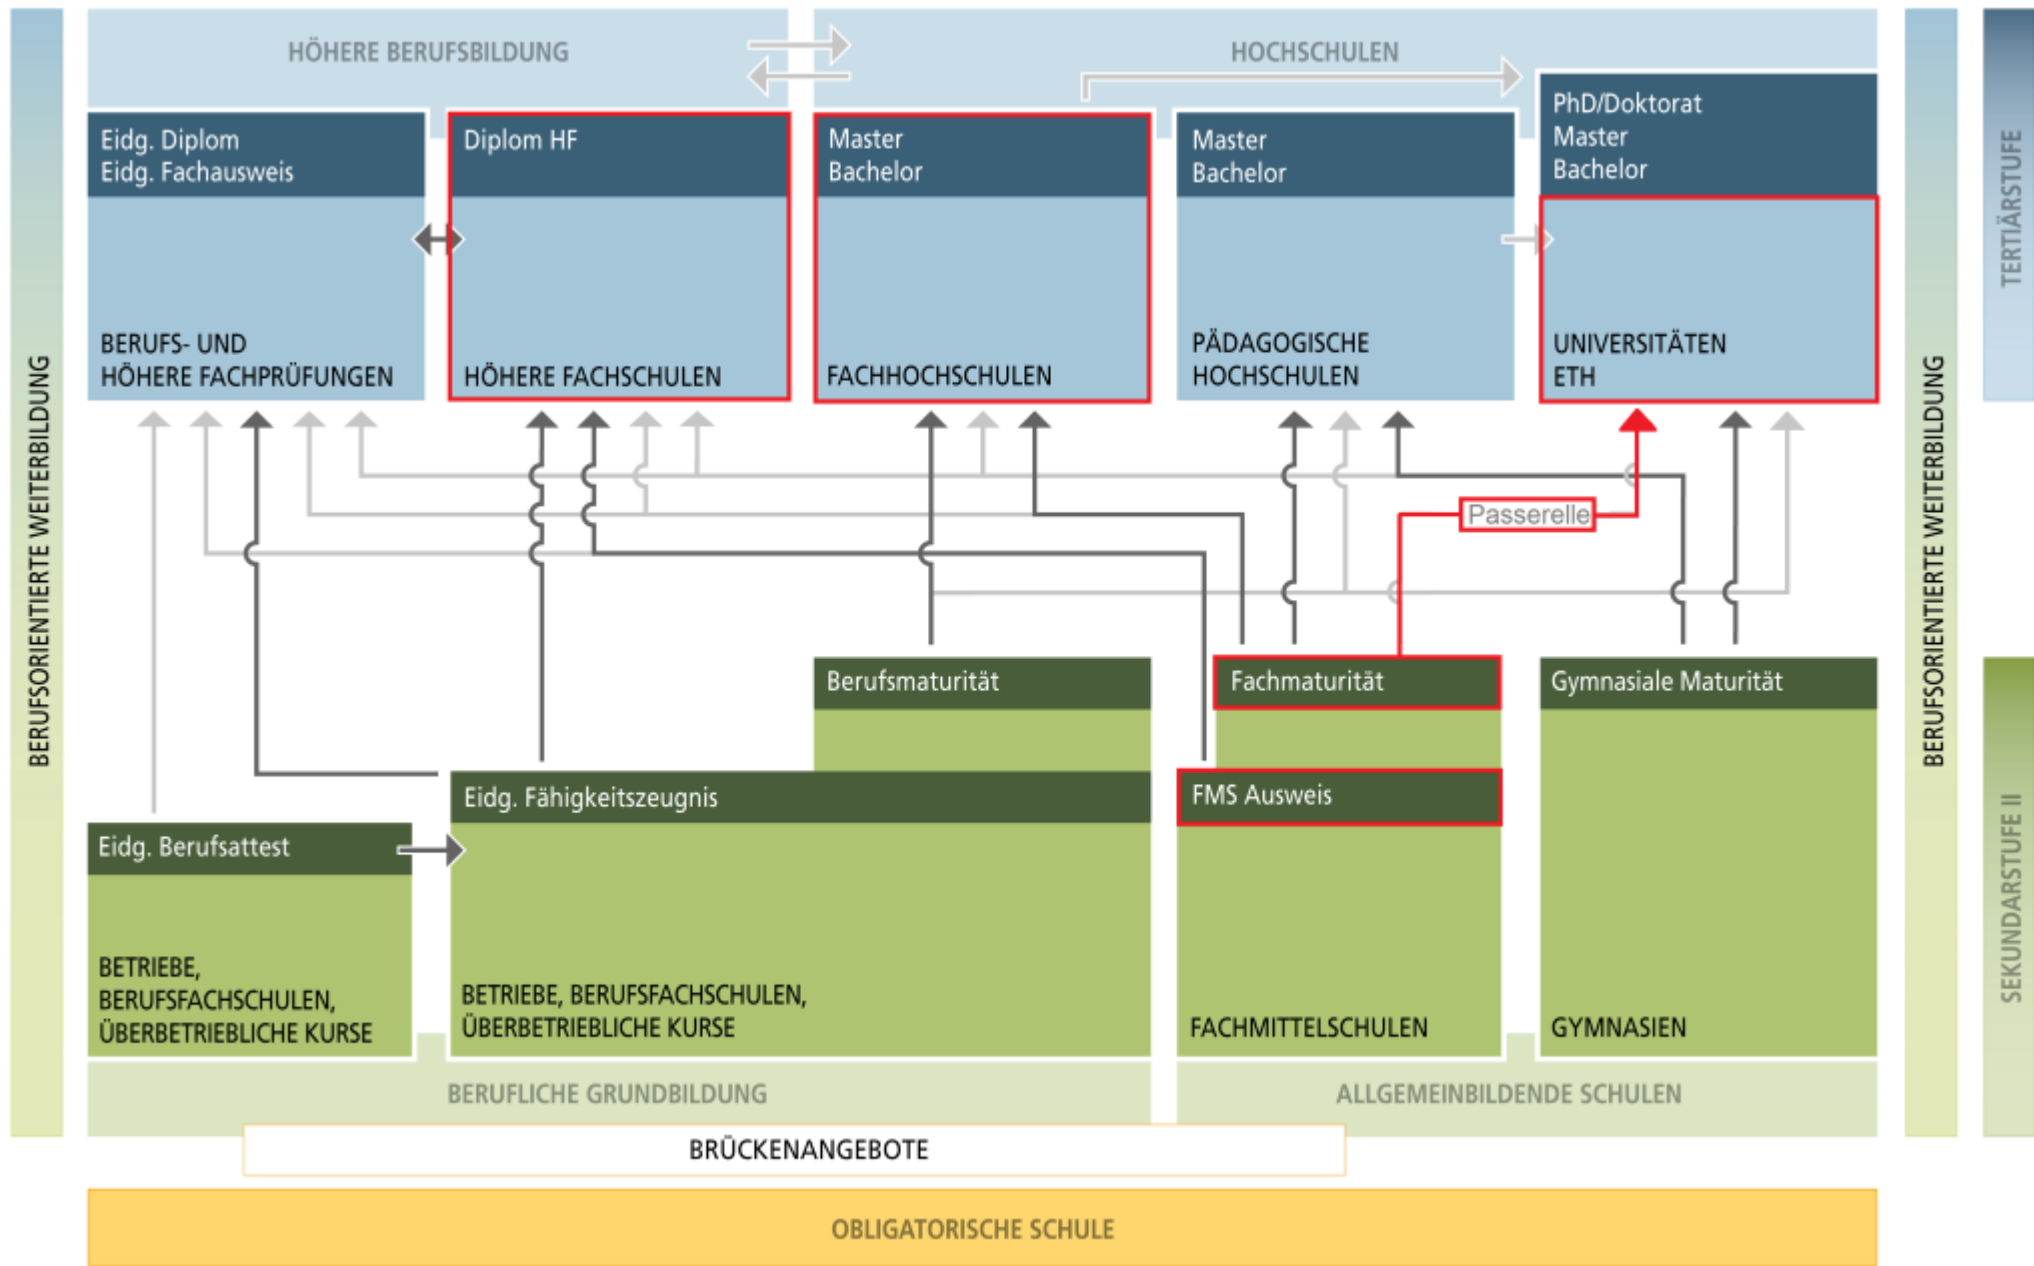 HÖHERE BERUFSBILDUNG
HOCHSCHULEN
Eidg. Diplom
Eidg. Fachausweis
BERUFS- UND
HÖHERE FACHPRÜFUNGEN
Diplom HF
HÖHERE FACHSCHULEN
Master
Bachelor
FACHHOCHSCHULEN
Master
Bachelor
PÄDAGOGISCHE
HOCHSCHULEN
PhD/Doktorat
Master
Bachelor
UNIVERSITÄTEN
ETH
TERTIÄRSTUFE
BERUFSORIENTIERTE WEITERBILDUNG
BERUFSORIENTIERTE WEITERBILDUNG
Passerelle
Berufsmaturität
Fachmaturität
Gymnasiale Maturität
Eidg. Fähigkeitszeugnis
FMS Ausweis
Eidg. Berufsattest
BETRIEBE,
BERUFSFACHSCHULEN,
ÜBERBETRIEBLICHE KURSE
BETRIEBE, BERUFSFACHSCHULEN,
ÜBERBETRIEBLICHE KURSE
FACHMITTELSCHULEN
GYMNASIEN
SEKUNDARSTUFE II
BERUFLICHE GRUNDBILDUNG
ALLGEMEINBILDENDE SCHULEN
BRÜCKENANGEBOTE
OBLIGATORISCHE SCHULE